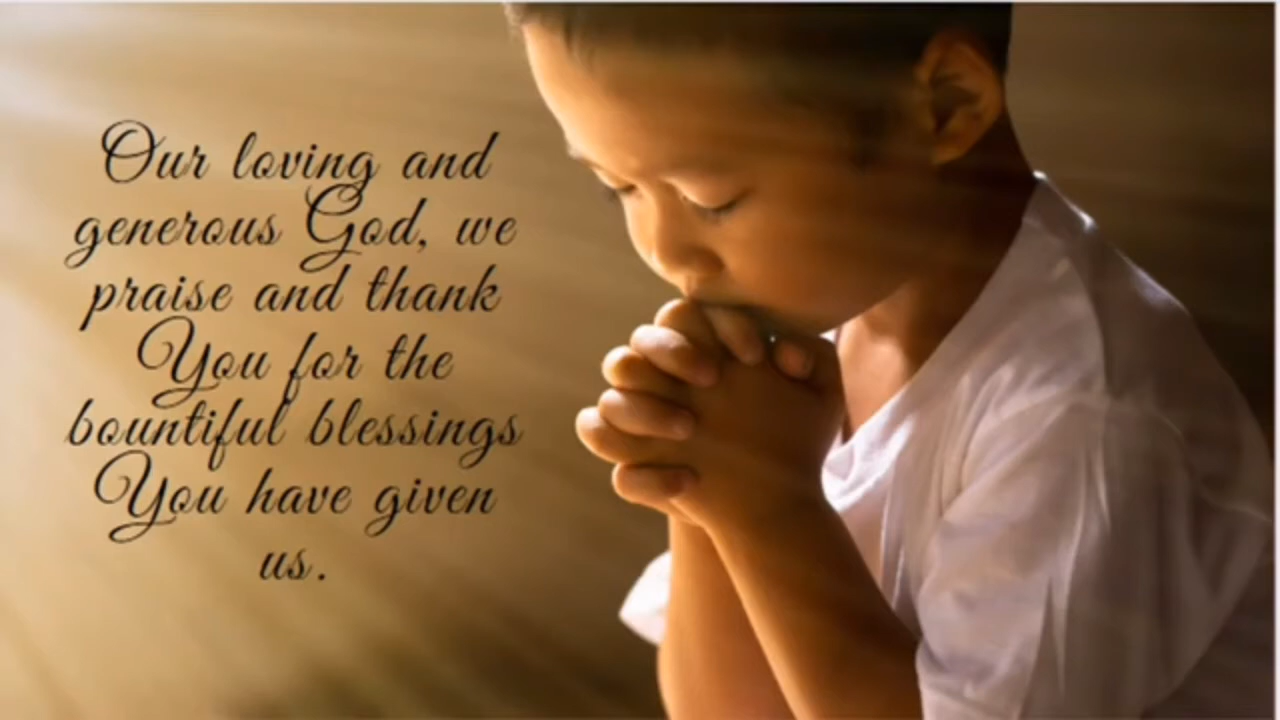 Our loving and
generous God, we
praise and thank
You for the
bountiful blessings
You have given
us.